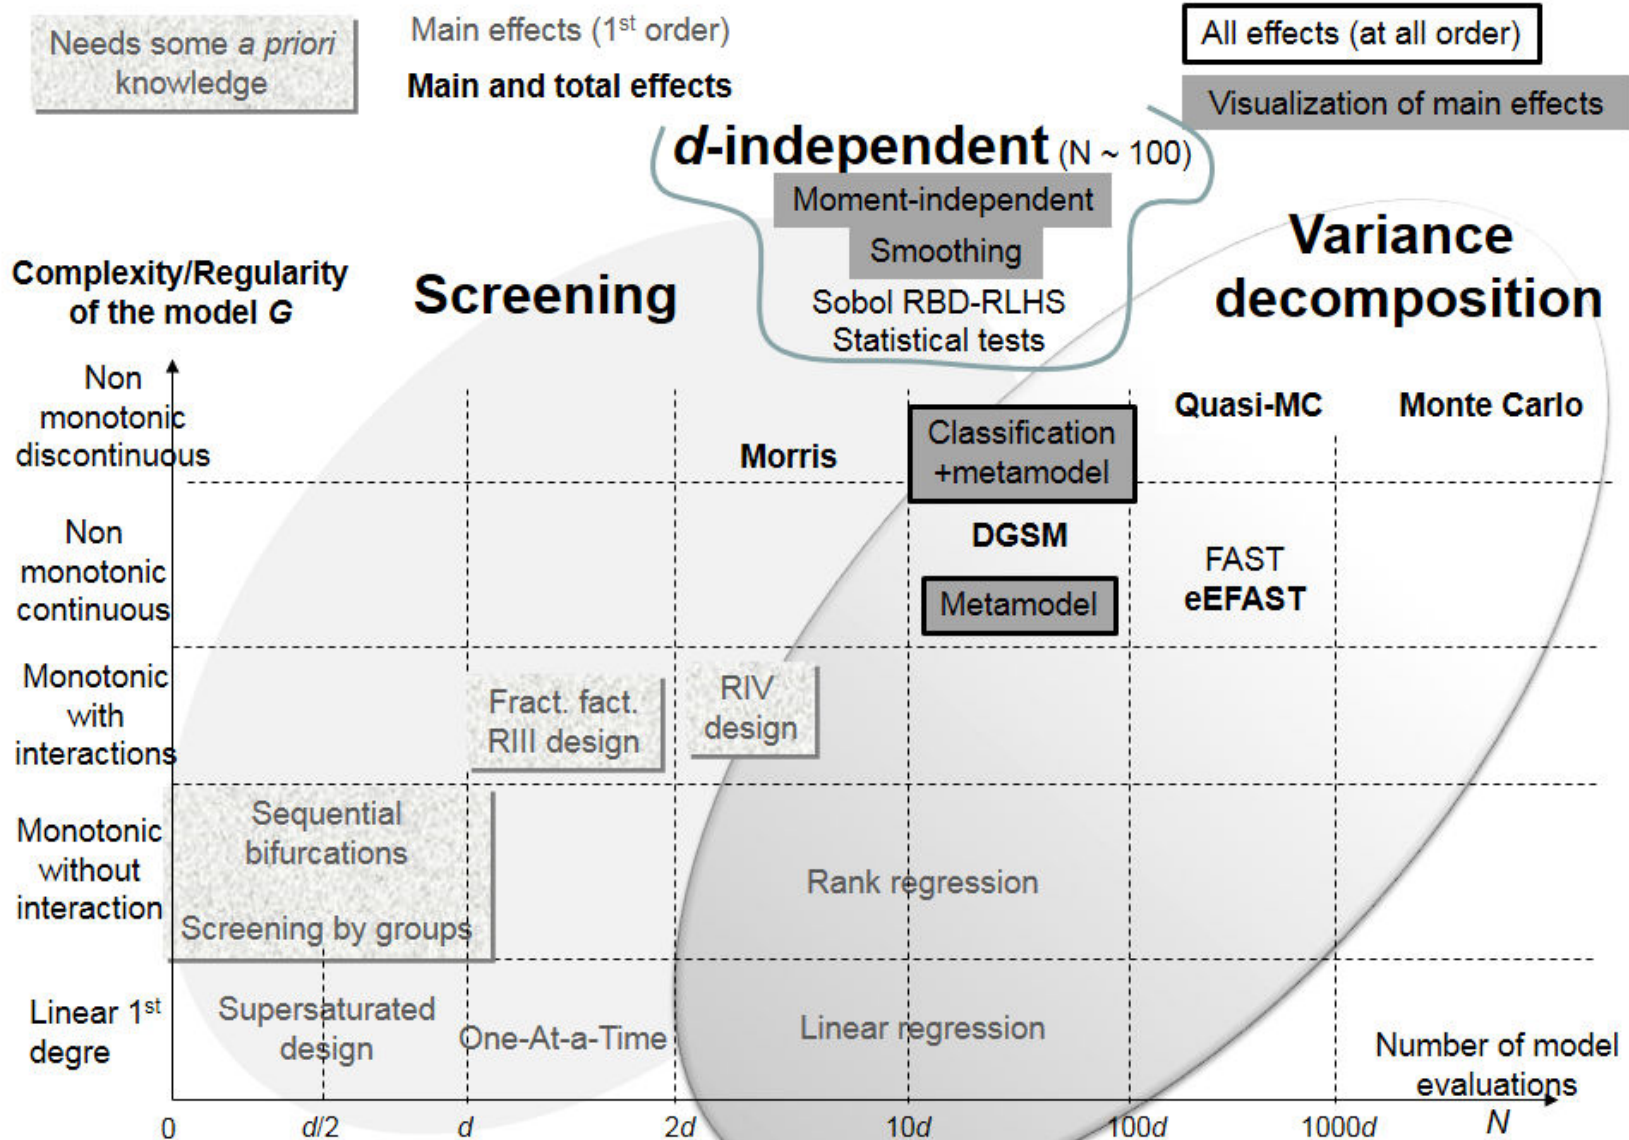 Needs some a priori
knowledge
Main effects (1st order)
Main and total effects
All effects (at all order)
Visualization of main effects
d-independent (N ~ 100)
Moment-independent
Smoothing
Sobol RBD-RLHS
Statistical tests
Complexity/Regularity
of the model G
Screening
Variance
decomposition
Non
monotonic
discontinuous
Morris
Classification
+metamodel
Quasi-MC
Monte Carlo
Non
monotonic
continuous
DGSM
Metamodel
FAST
eEFAST
Monotonic
with
interactions
Fract. fact.
RIII design
RIV
design
Monotonic
without
interaction
Sequential
bifurcations
Screening by groups
Rank regression
Linear 1st
degre
Supersaturated
design
One-At-a-Time
Linear regression
Number of model
evaluations
0
d/2
d
2d
10d
100d
1000d
N